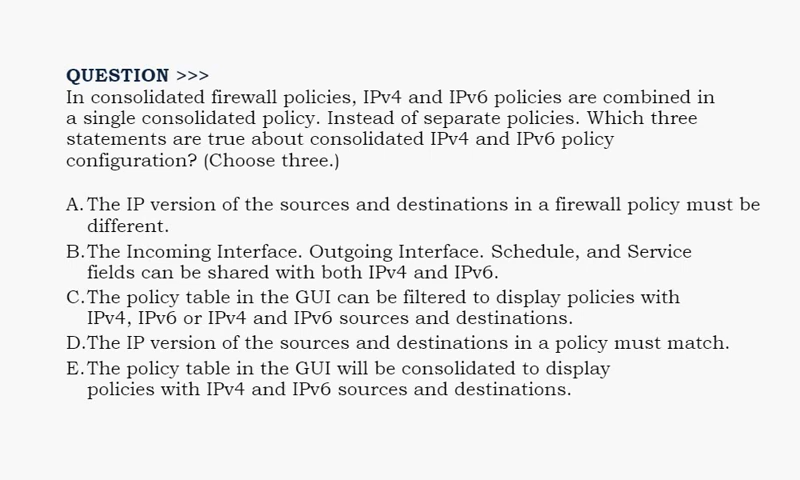 QUESTION >>>
In consolidated firewall policies, IPv4 and IPv6 policies are combined in
a single consolidated policy. Instead of separate policies. Which three
statements are true about consolidated IPv4 and IPv6 policy
configuration? (Choose three.)
A. The IP version of the sources and destinations in a firewall policy must be
different.
B. The Incoming Interface. Outgoing Interface. Schedule, and Service
fields can be shared with both IPv4 and IPv6.
C. The policy table in the GUI can be filtered to display policies with
IPv4, IPv6 or IPv4 and IPv6 sources and destinations.
D. The IP version of the sources and destinations in a policy must match.
E. The policy table in the GUI will be consolidated to display
policies with IPv4 and IPv6 sources and destinations.